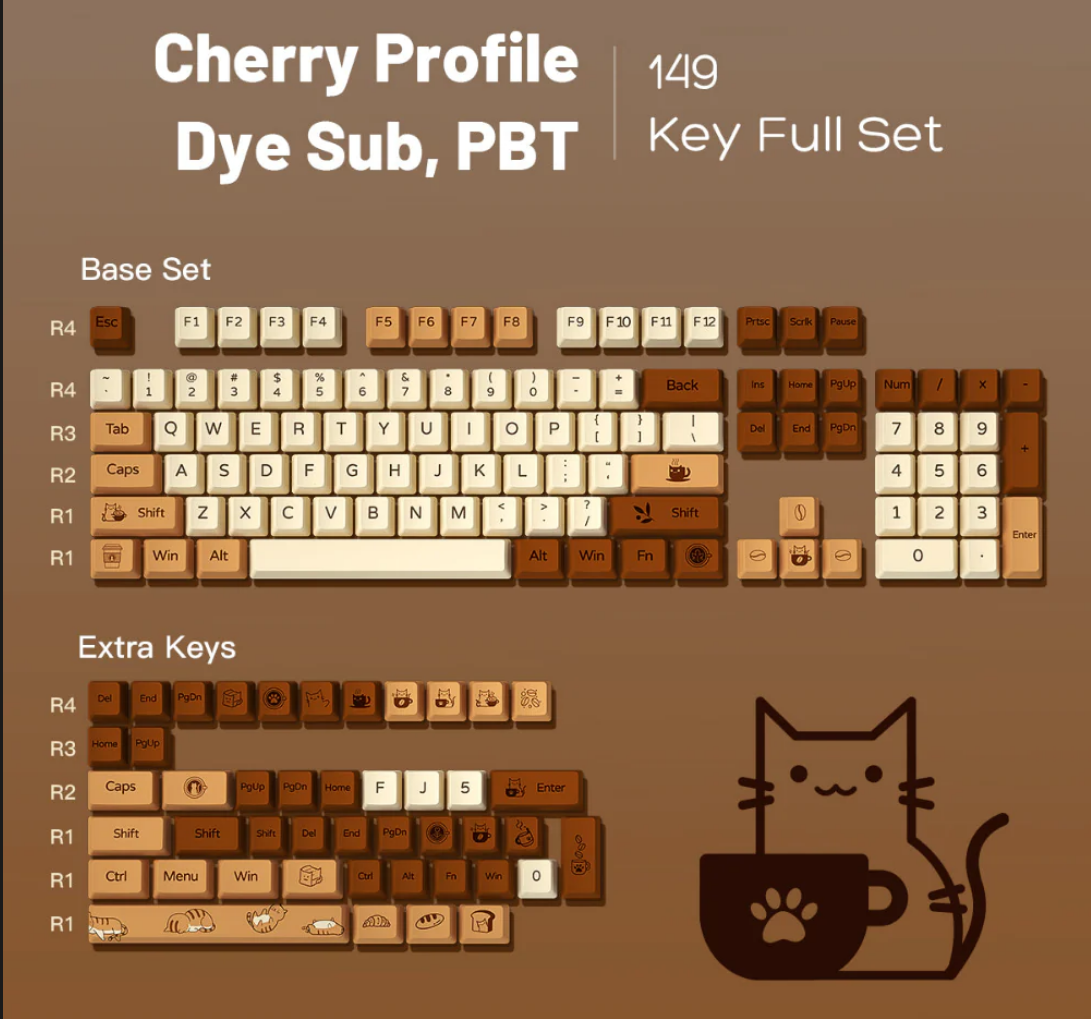 Cherry Profile
Dye Sub, PBT
149
Key Full Set
Base Set
R4 Esc F1 F2 F3 F4 F5 F6 F7 F8 F9 F10 F11 F12 Prtsc Scrlk Pause
R4 ~ ` ! 1 @ 2 # 3 $ 4 % 5 ^ 6 & 7 * 8 ( 9 ) 0 _ - + = Back Ins Home PgUp Num / x -
R3 Tab Q W E R T Y U I O P { [ } ] | \ Del End PgDn 7 8 9 +
R2 Caps A S D F G H J K L : ; " ' 4 5 6
R1 Shift Z X C V B N M < , > . ? / Shift 1 2 3 Enter
R1 Win Alt Alt Win Fn 0 .
Extra Keys
R4 Del End PgDn
R3 Home PgUp
R2 Caps PgUp PgDn Home F J 5 Enter
R1 Shift Shift Shift Del End PgDn
R1 Ctrl Menu Win Ctrl Alt Fn Win 0
R1